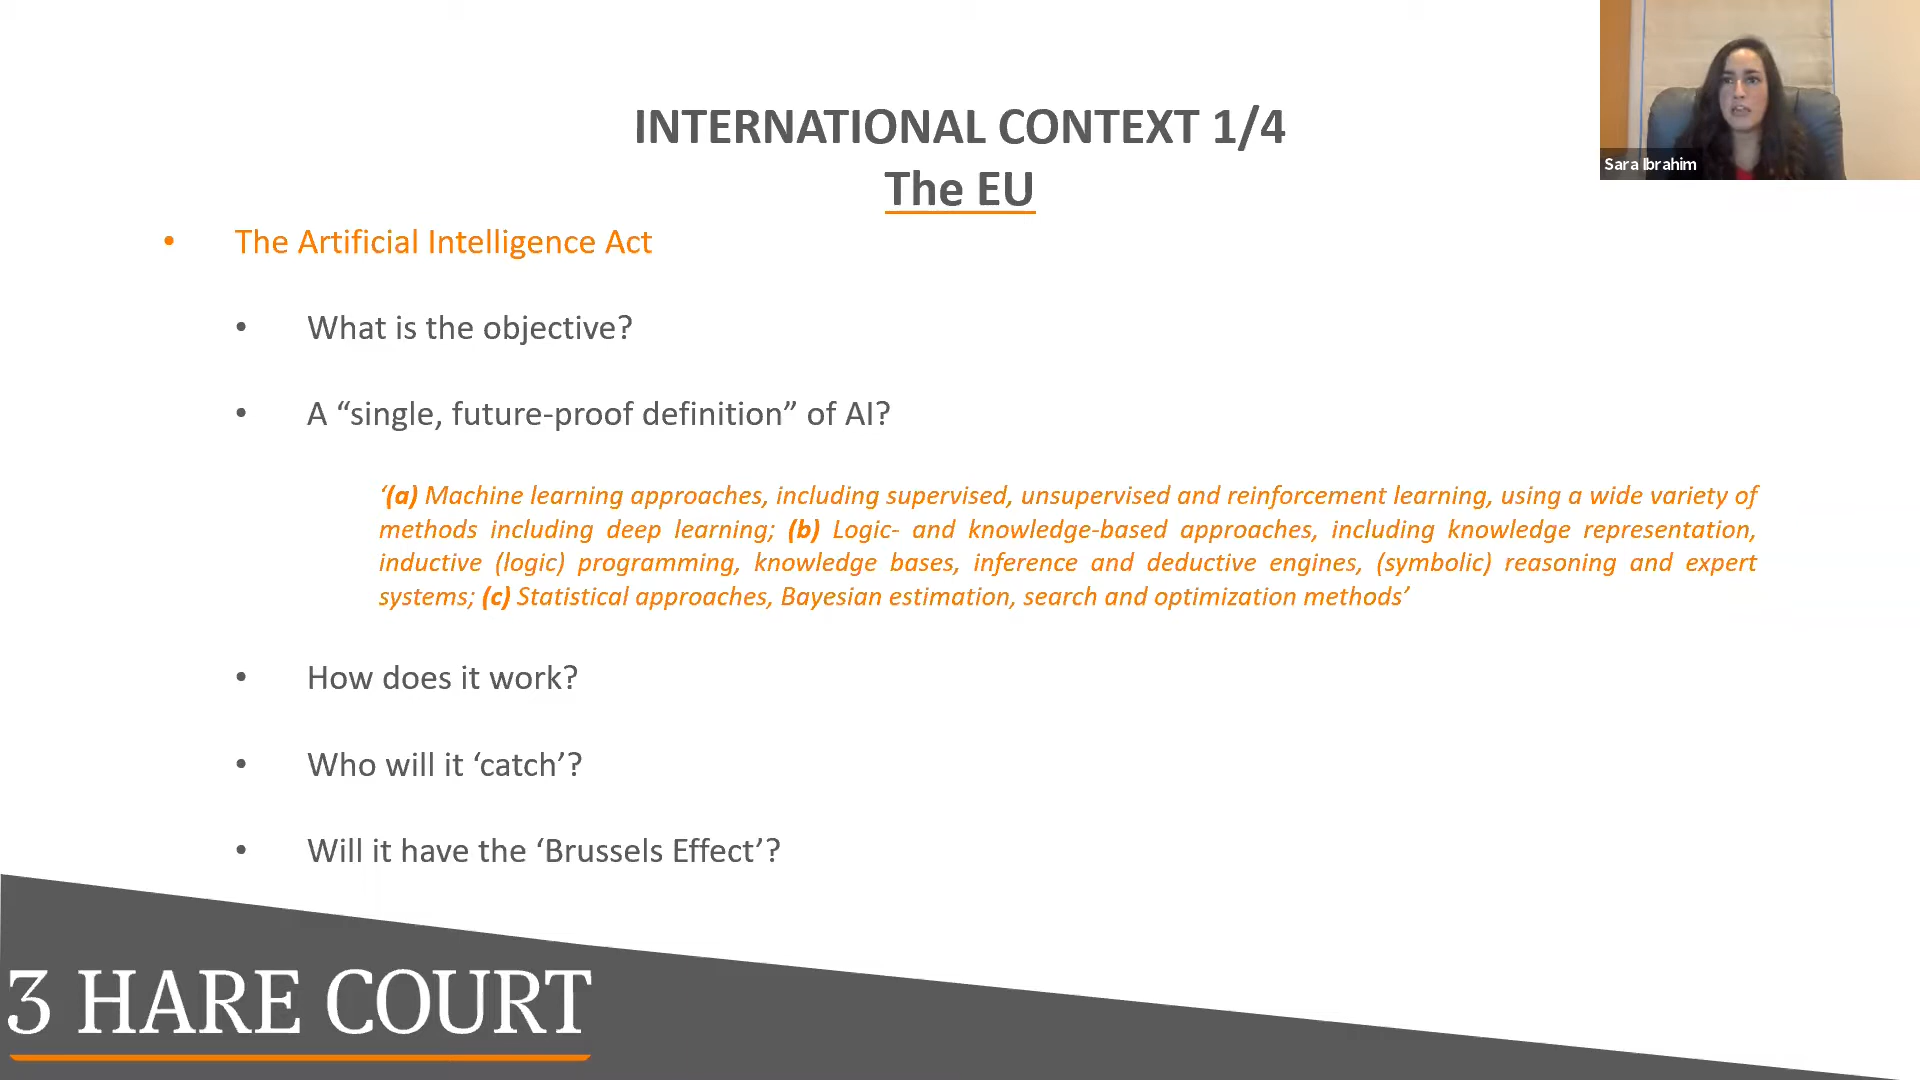 INTERNATIONAL CONTEXT 1/4
The EU
Sara Ibrahim
• The Artificial Intelligence Act
• What is the objective?
• A “single, future-proof definition” of AI?
‘(a) Machine learning approaches, including supervised, unsupervised and reinforcement learning, using a wide variety of
methods including deep learning; (b) Logic- and knowledge-based approaches, including knowledge representation,
inductive (logic) programming, knowledge bases, inference and deductive engines, (symbolic) reasoning and expert
systems; (c) Statistical approaches, Bayesian estimation, search and optimization methods’
• How does it work?
• Who will it ‘catch’?
• Will it have the ‘Brussels Effect’?
3 HARE COURT